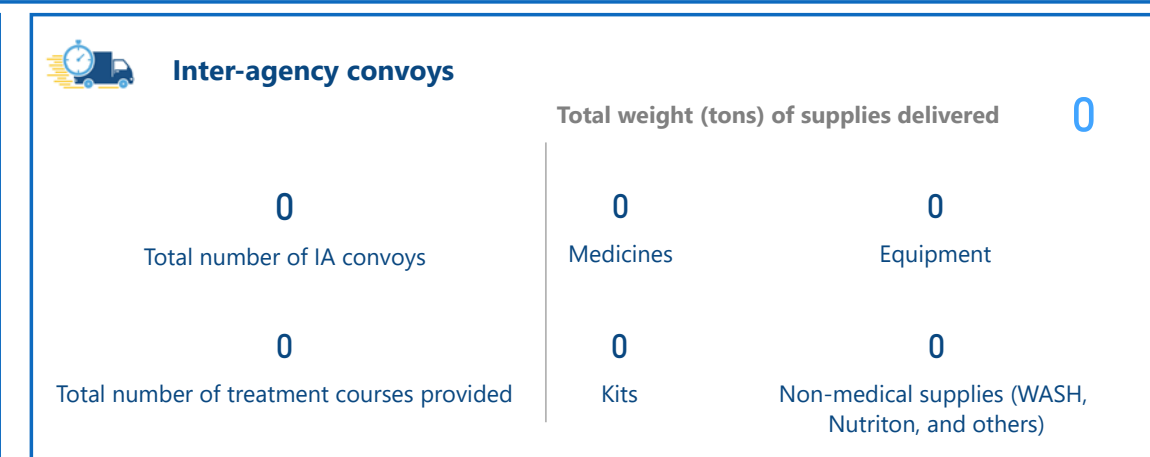 Inter-agency convoys
Total weight (tons) of supplies delivered 0
0
Total number of IA convoys
0
Medicines
0
Equipment
0
Total number of treatment courses provided
0
Kits
0
Non-medical supplies (WASH,
Nutriton, and others)